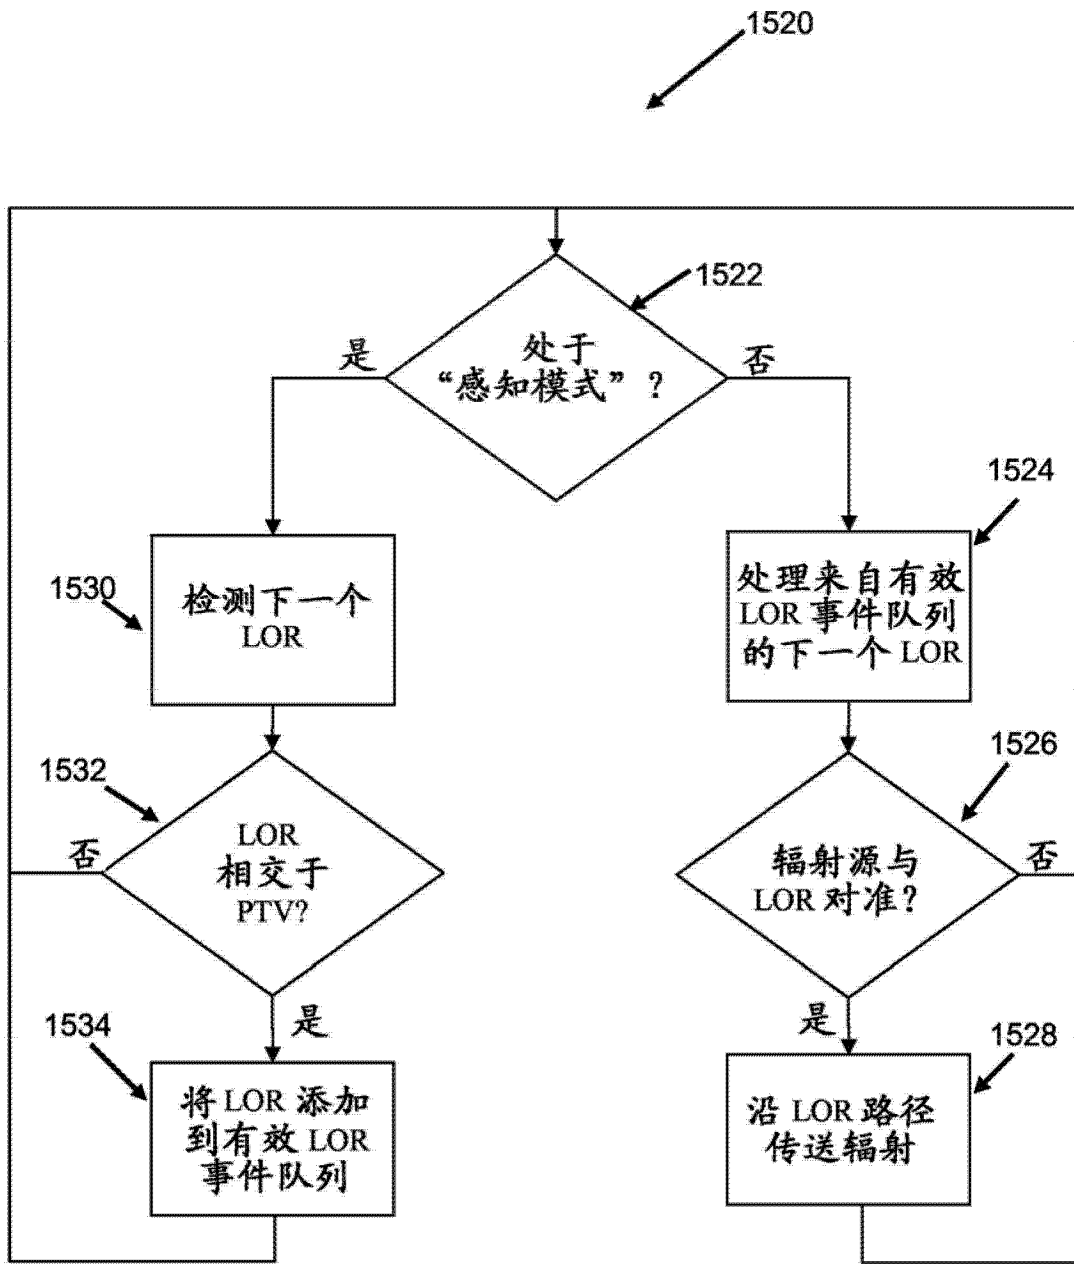 1520
1522
是
处于
“感知模式”？
否
1524
1530
检测下一个
LOR
处理来自有效
LOR 事件队列
的下一个 LOR
1532
1526
否
LOR
相交于
PTV?
辐射源与
LOR 对准？
否
1534
是
是
1528
将 LOR 添加
到有效 LOR
事件队列
沿 LOR 路径
传送辐射